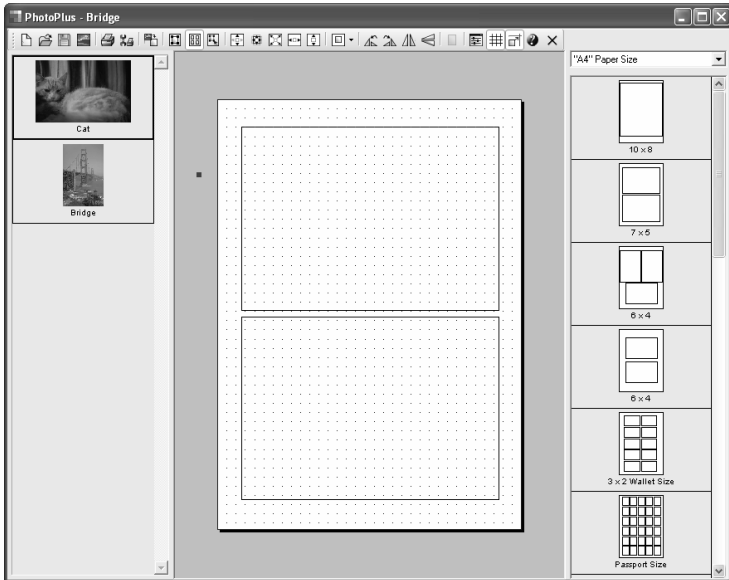 PhotoPlus - Bridge
"A4" Paper Size
Cat
Bridge
10 x 8
7 x 5
6 x 4
6 x 4
3 x 2 Wallet Size
Passport Size